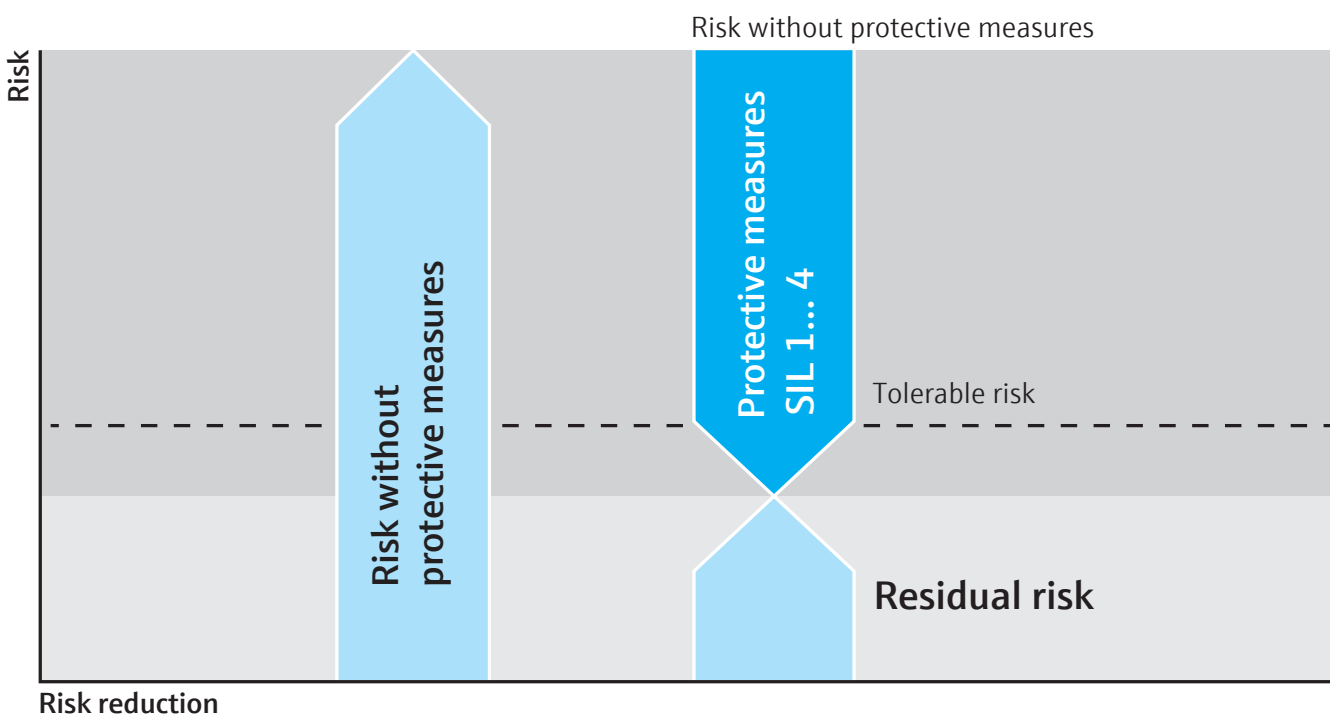 Risk without protective measures
Risk
Protective measures
SIL 1... 4
Risk without
protective measures
Tolerable risk
Residual risk
Risk reduction